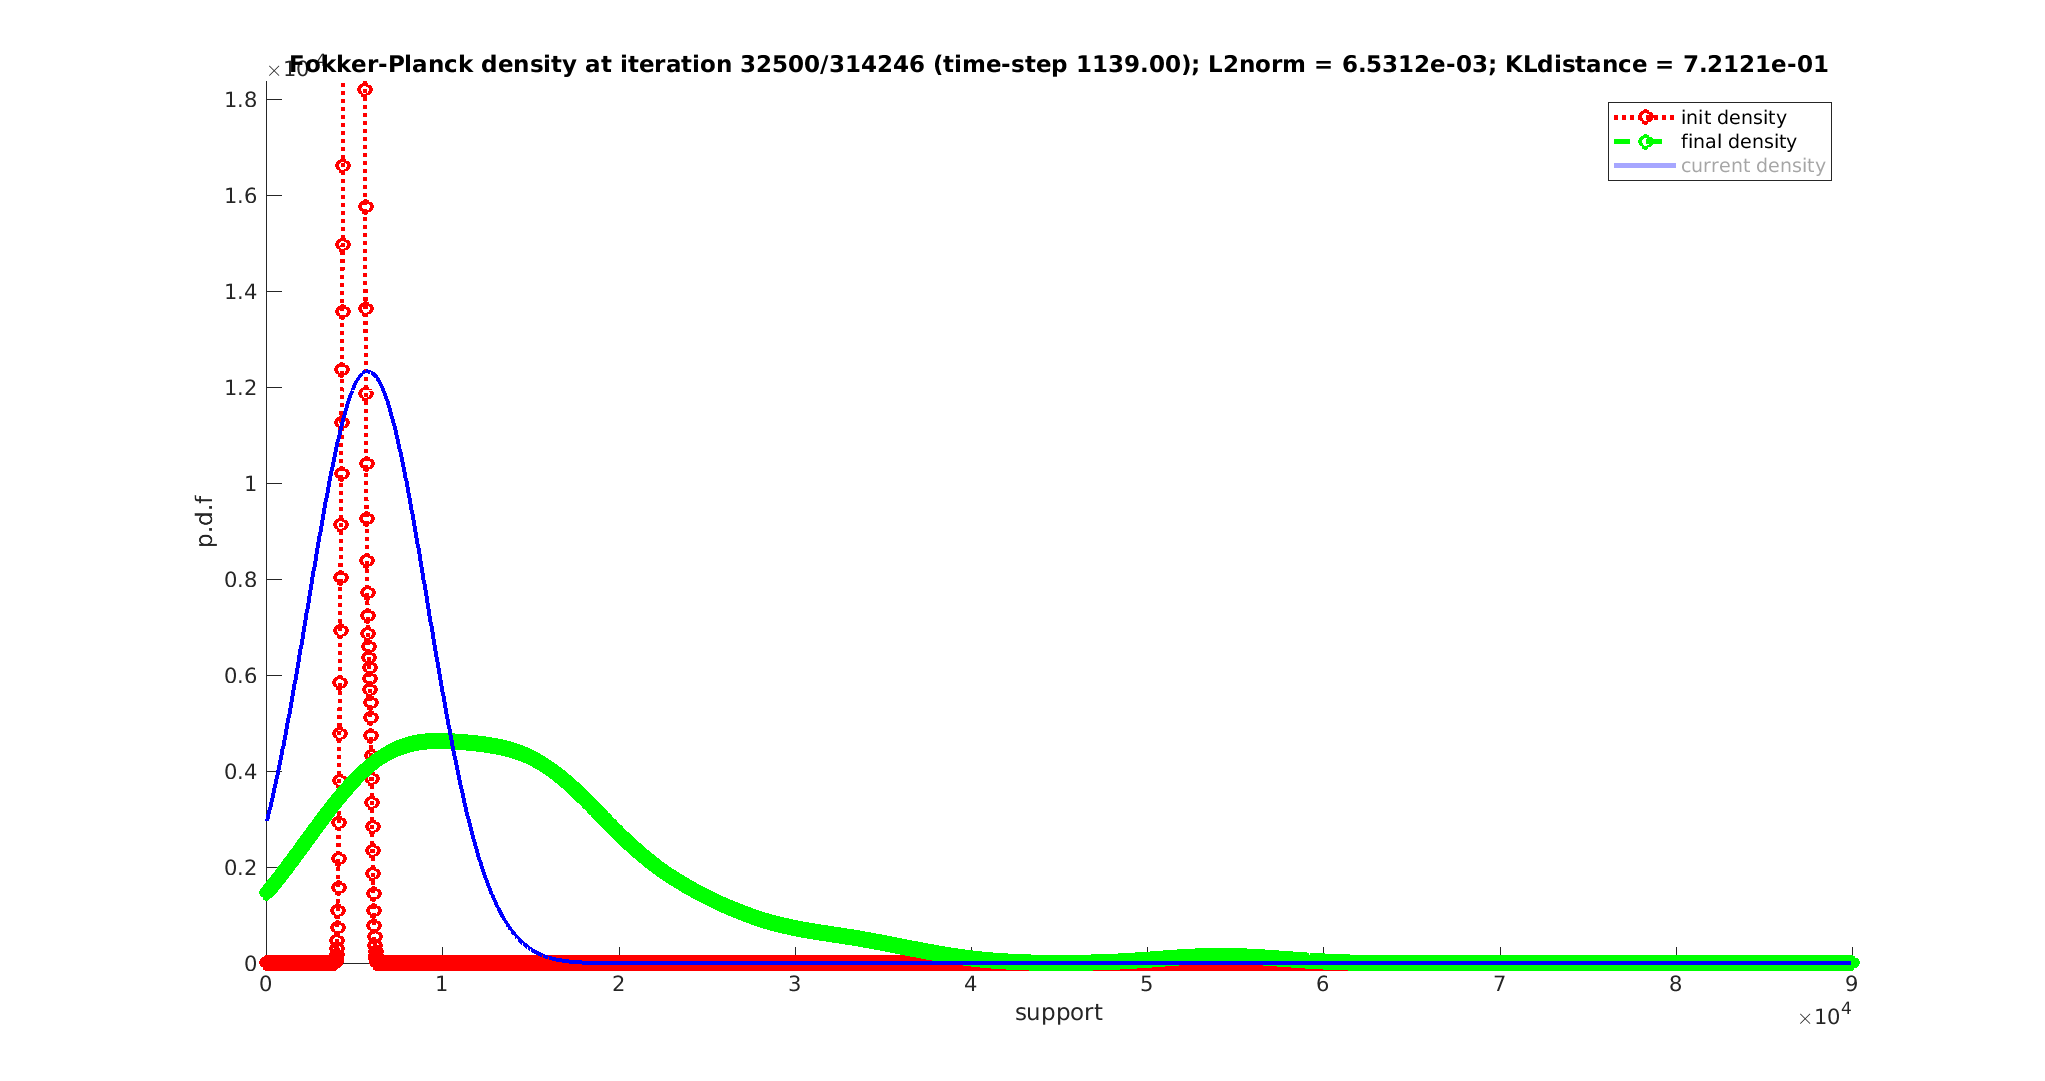 Fokker-Planck density at iteration 32500/314246 (time-step 1139.00); L2norm = 6.5312e-03; KLdistance = 7.2121e-01
×10
1.8
1.6
1.4
1.2
1
0.8
0.6
0.4
0.2
0
p.d.f
init density
final density
current density
0 1 2 3 4 5 6 7 8 9
support
×10^4